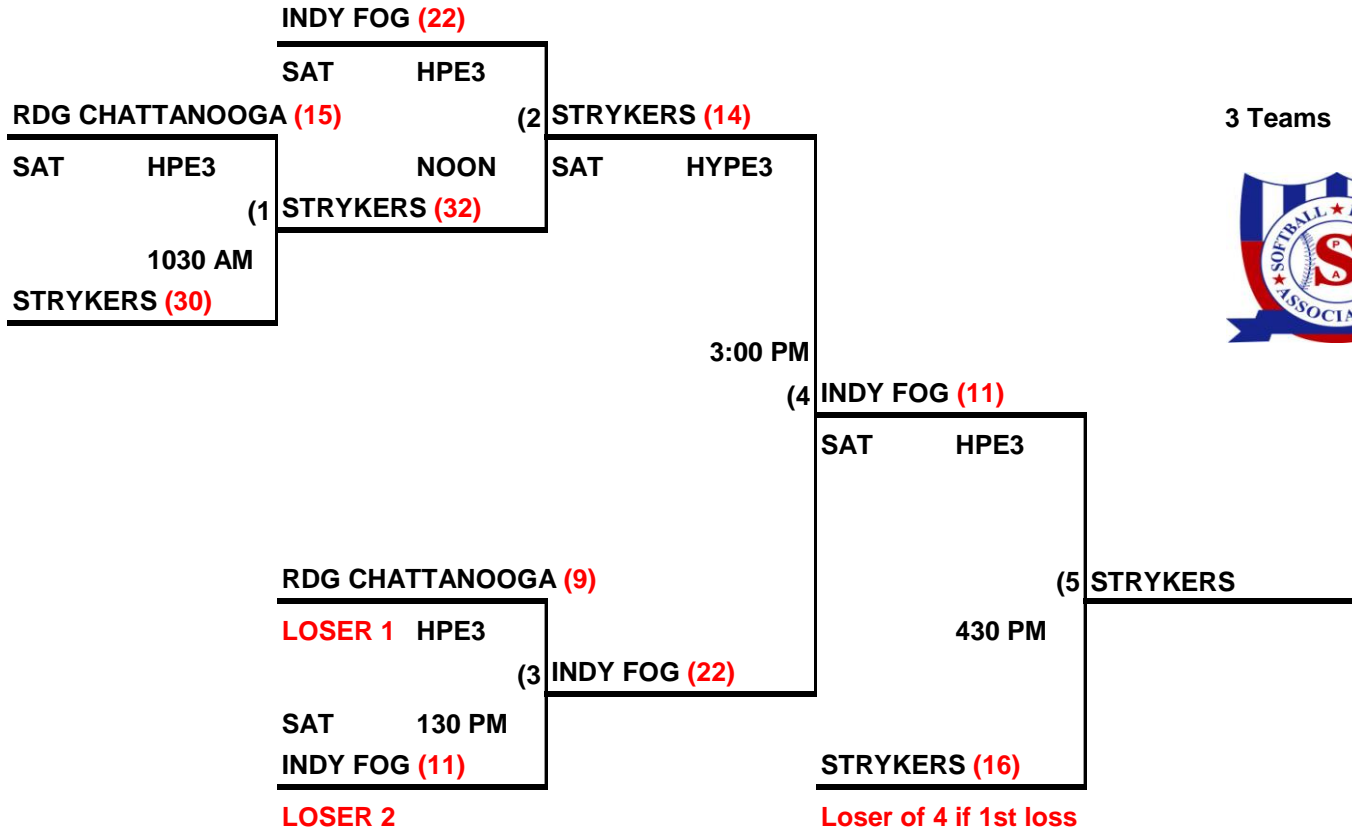 INDY FOG (22)
SAT HPE3
RDG CHATTANOOGA (15)
(2 STRYKERS (14)
3 Teams
SAT HPE3
NOON
SAT HYPE3
(1 STRYKERS (32)
1030 AM
STRYKERS (30)
SOFTBALL
S
P
A
ASSOCIA
3:00 PM
(4 INDY FOG (11)
SAT HPE3
RDG CHATTANOOGA (9)
(5 STRYKERS
LOSER 1 HPE3
430 PM
(3 INDY FOG (22)
SAT 130 PM
INDY FOG (11)
STRYKERS (16)
LOSER 2
Loser of 4 if 1st loss